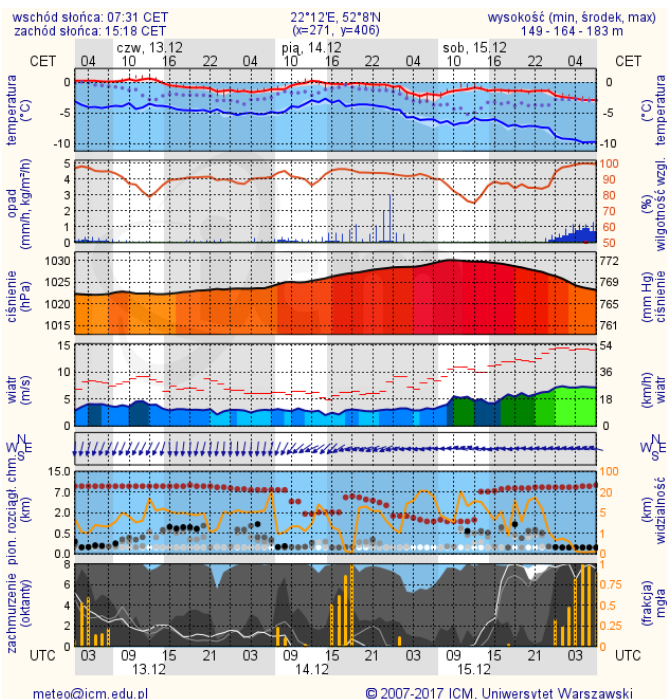 wschód słońca: 07:31 CET 22°12'E, 52°8'N wysokość (min, środek, max)
zachód słońca: 15:18 CET (x=271, y=406) 149 - 164 - 183 m
czw, 13.12 pią, 14.12 sob, 15.12
CET 04 10 16 22 04 10 16 22 04 10 16 22 04 CET
temperatura (°C)
0
-5
-10
0
-5
-10
temperatura (°C)
opad (mm/h, kg/m²/h)
5
4
3
2
1
0
100
90
80
70
60
50
(%) wilgotność wzgl.
ciśnienie (hPa)
1030
1025
1020
1015
772
769
765
761
(mm Hg) ciśnienie
wiatr (m/s)
15
10
5
0
54
36
18
0
(km/h) wiatr
N
W E
S
N
W E
S
pion. rozciągł. chm. (km)
15.0
7.0
2.0
0.5
0.0
100
20
5
1
0
(km) widzialność
zachmurzenie (oktanty)
8
6
4
2
0
1
0.75
0.5
0.25
0
(frakcja) mgła
UTC 03 09 15 21 03 09 15 22 03 09 15 21 03 UTC
13.12 14.12 15.12
meteo@icm.edu.pl © 2007-2017 ICM, Uniwersytet Warszawski